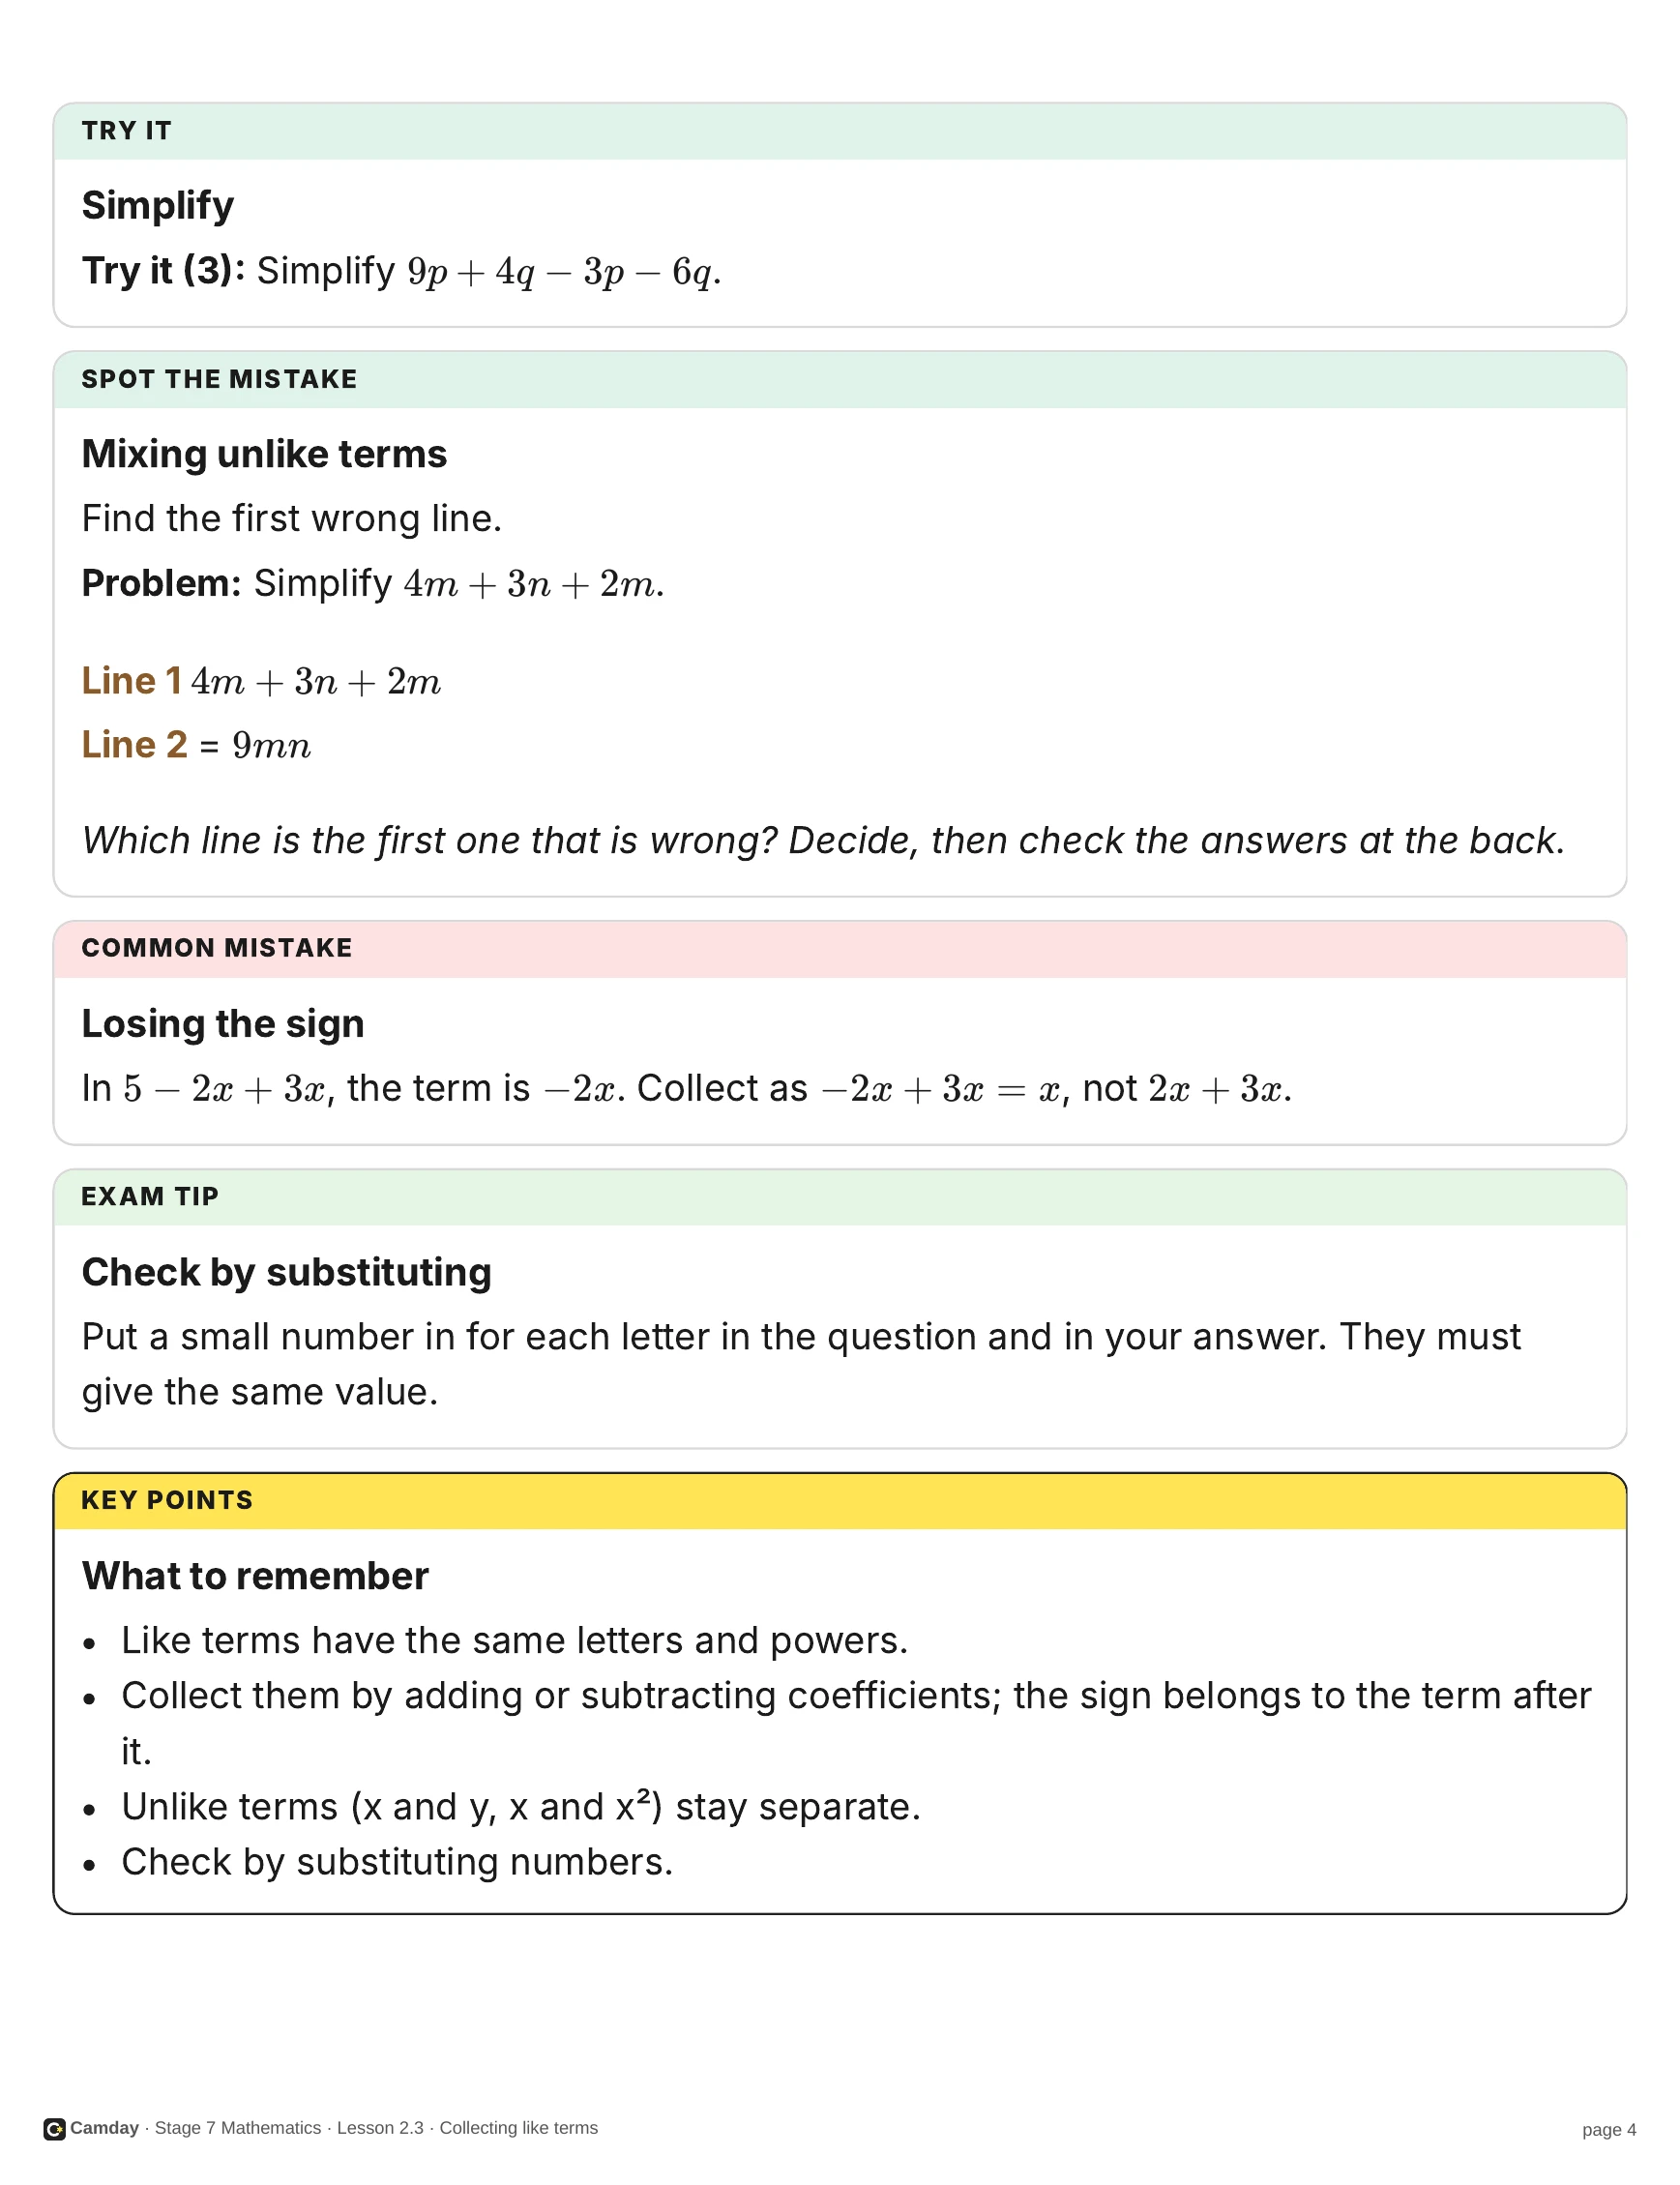 TRY IT
Simplify
Try it (3): Simplify 9p + 4q − 3p − 6q.
SPOT THE MISTAKE
Mixing unlike terms
Find the first wrong line.
Problem: Simplify 4m + 3n + 2m.
Line 1 4m + 3n + 2m
Line 2 = 9mn
Which line is the first one that is wrong? Decide, then check the answers at the back.
COMMON MISTAKE
Losing the sign
In 5 − 2x + 3x, the term is −2x. Collect as −2x + 3x = x, not 2x + 3x.
EXAM TIP
Check by substituting
Put a small number in for each letter in the question and in your answer. They must
give the same value.
KEY POINTS
What to remember
• Like terms have the same letters and powers.
• Collect them by adding or subtracting coefficients; the sign belongs to the term after
it.
• Unlike terms (x and y, x and x²) stay separate.
• Check by substituting numbers.
Camday · Stage 7 Mathematics · Lesson 2.3 · Collecting like terms
page 4